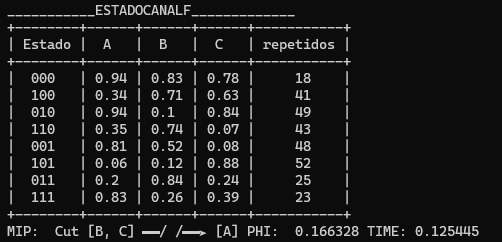 ___________ESTADOCANALF_____________
+--------+------+------+------+-----------+
| Estado |  A   |  B   |  C   | repetidos |
+--------+------+------+------+-----------+
|  000   | 0.94 | 0.83 | 0.78 |    18     |
|  100   | 0.34 | 0.71 | 0.63 |    41     |
|  010   | 0.94 | 0.1  | 0.84 |    49     |
|  110   | 0.35 | 0.74 | 0.07 |    43     |
|  001   | 0.81 | 0.52 | 0.08 |    48     |
|  101   | 0.06 | 0.12 | 0.88 |    52     |
|  011   | 0.2  | 0.84 | 0.24 |    25     |
|  111   | 0.83 | 0.26 | 0.39 |    23     |
+--------+------+------+------+-----------+
MIP:  Cut [B, C] ━━/ /━━➤ [A] PHI:  0.166328 TIME: 0.125445